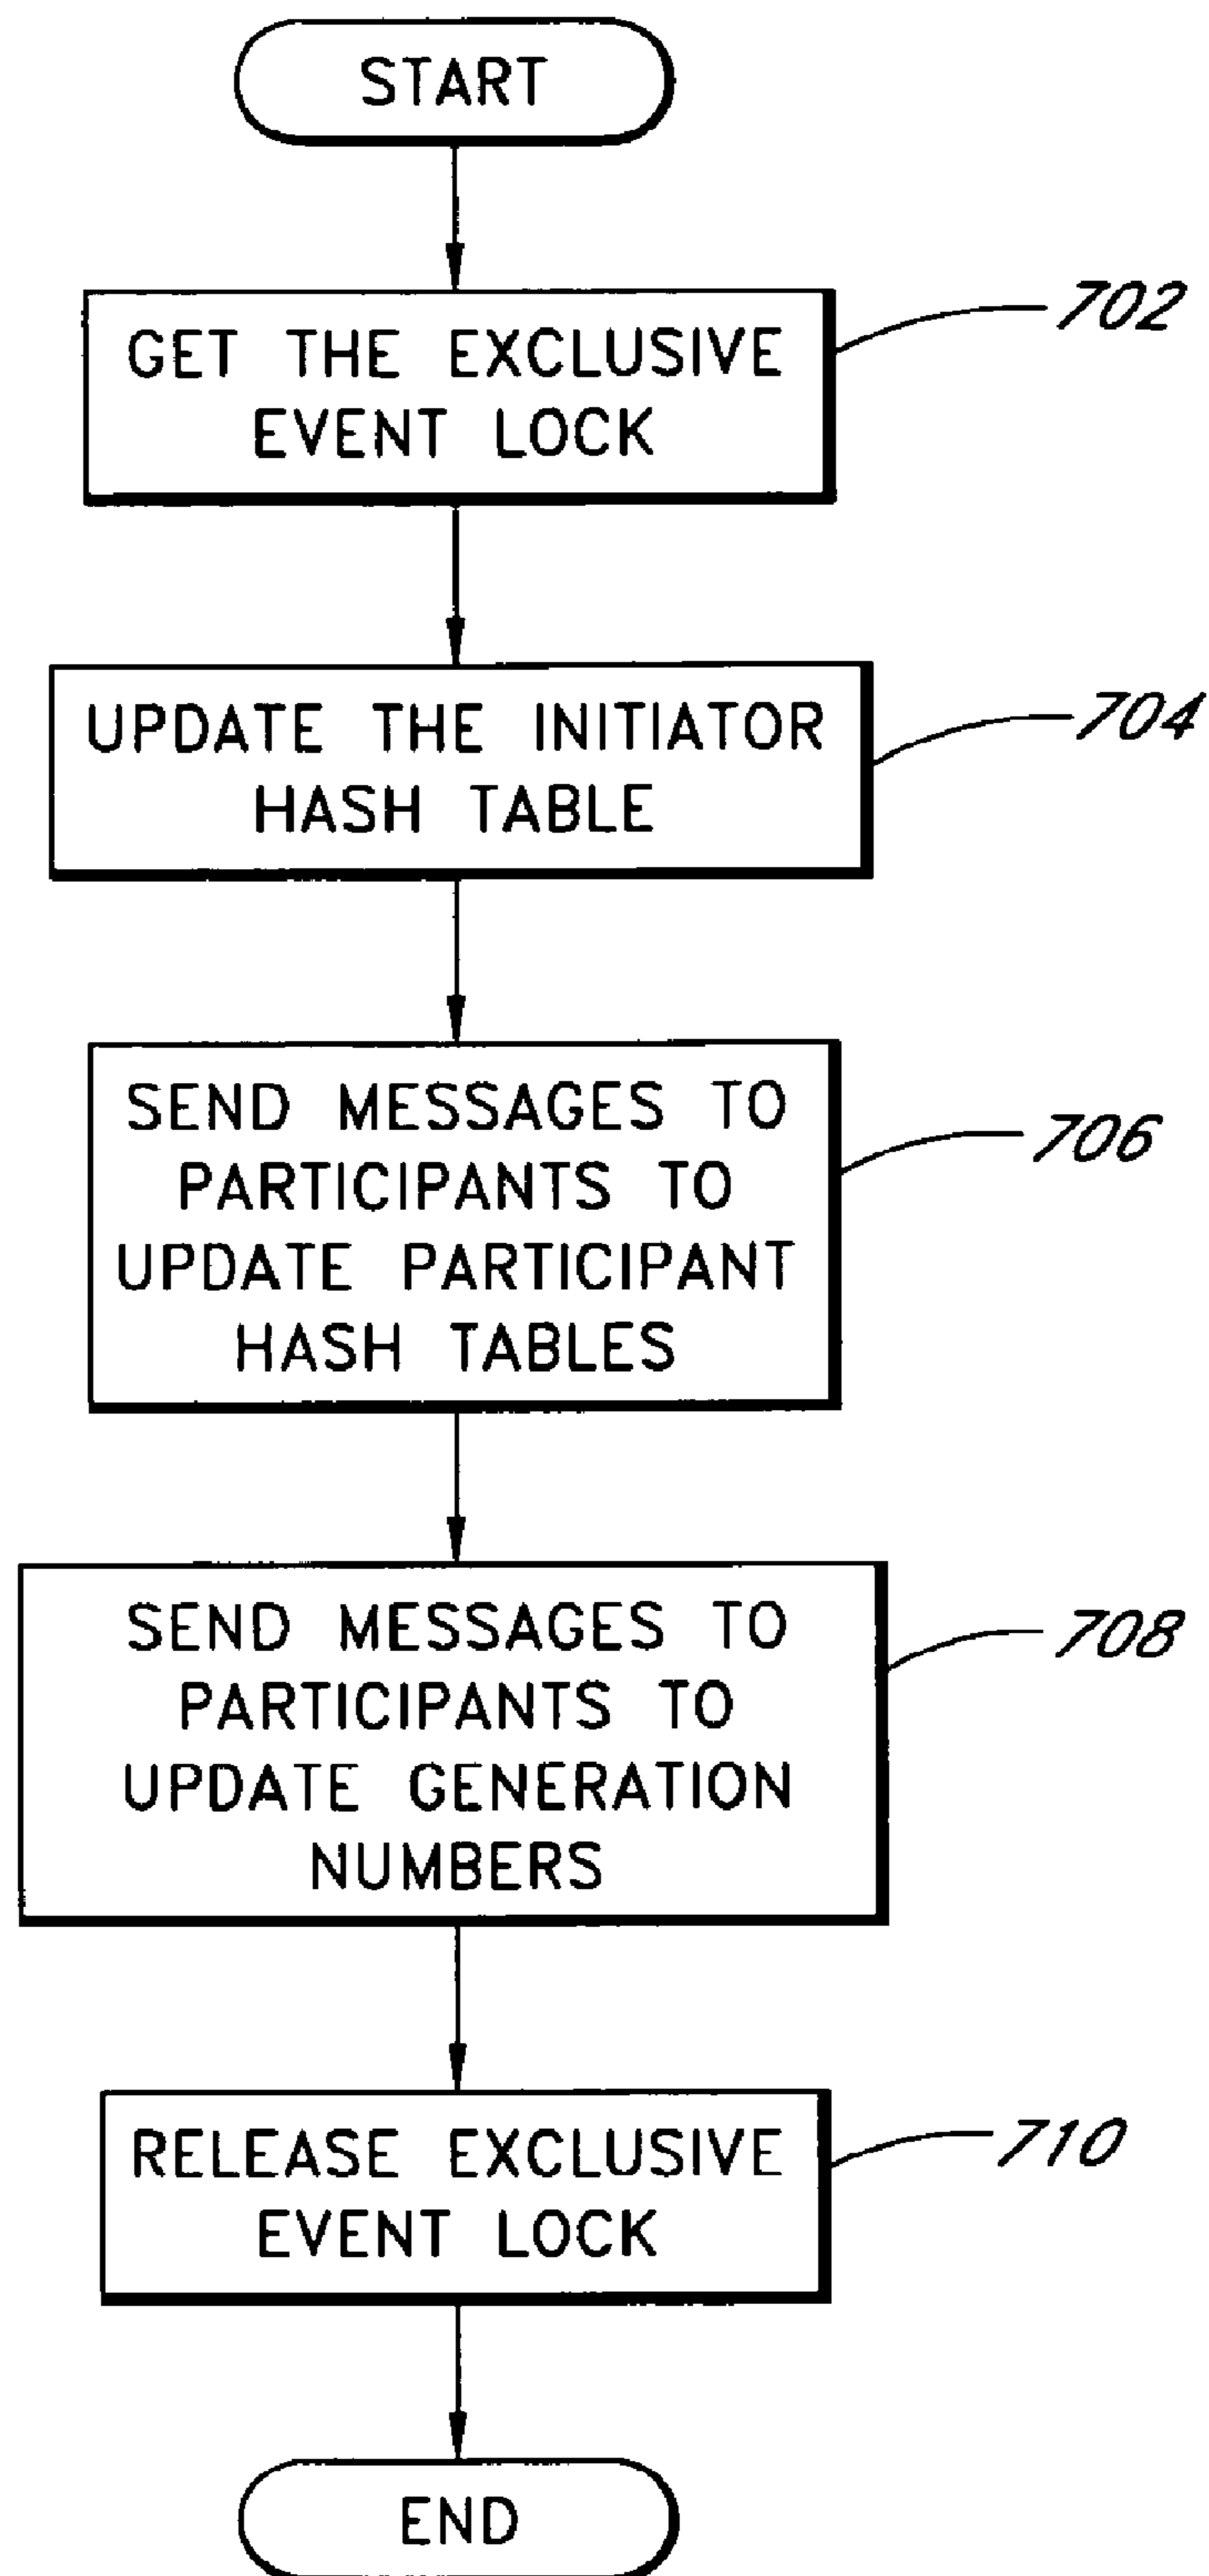 START
GET THE EXCLUSIVE
EVENT LOCK
702
UPDATE THE INITIATOR
HASH TABLE
704
SEND MESSAGES TO
PARTICIPANTS TO
UPDATE PARTICIPANT
HASH TABLES
706
SEND MESSAGES TO
PARTICIPANTS TO
UPDATE GENERATION
NUMBERS
708
RELEASE EXCLUSIVE
EVENT LOCK
710
END